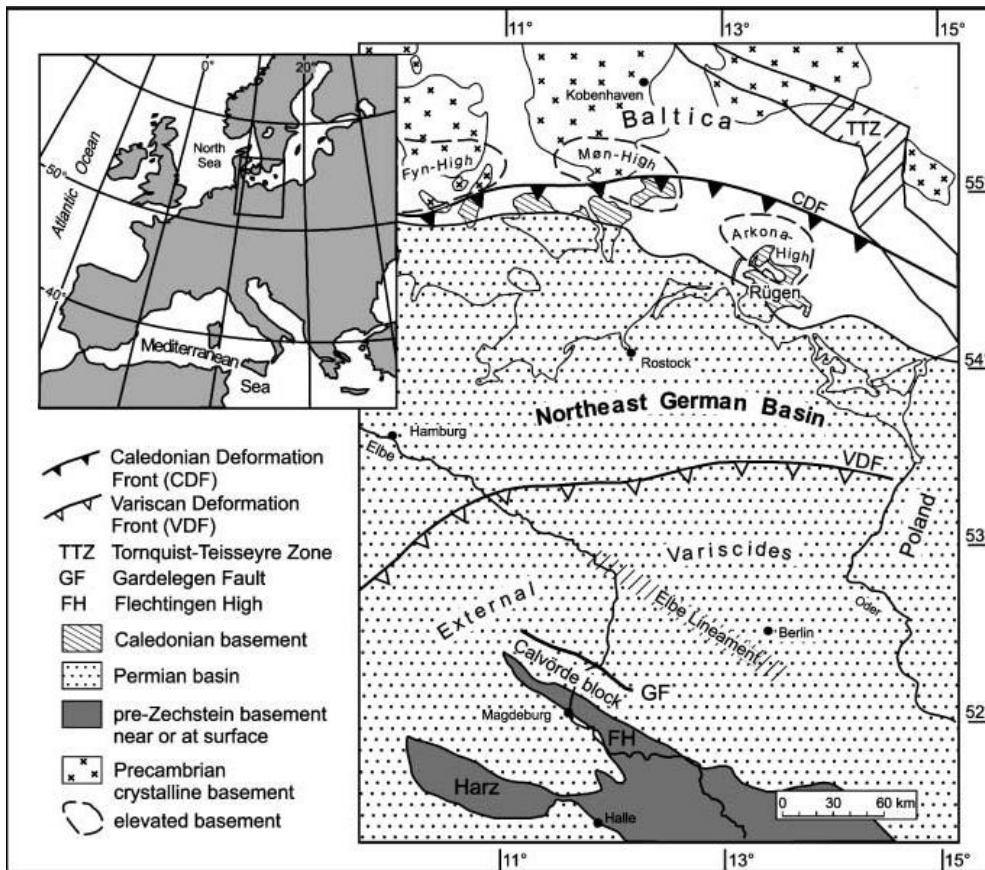 11°
13°
15°
0°
20°
North
Sea
Atlantic Ocean
50°
40°
Mediterranean
Sea
Kobenhaven
Baltica
TTZ
Fyn-High
Møn-High
55°
CDF
Arkona-
High
Rügen
54°
Rostock
Northeast German Basin
Hamburg
Elbe
VDF
Poland
53
Variscides
External
Elbe Lineament
Oder
Berlin
Calvörde block
GF
52
Magdeburg
FH
Harz
Halle
0 30 60 km
11°
13°
15°
Caledonian Deformation
Front (CDF)
Variscan Deformation
Front (VDF)
TTZ Tornquist-Teisseyre Zone
GF Gardelegen Fault
FH Flechtingen High
Caledonian basement
Permian basin
pre-Zechstein basement
near or at surface
Precambrian
crystalline basement
elevated basement